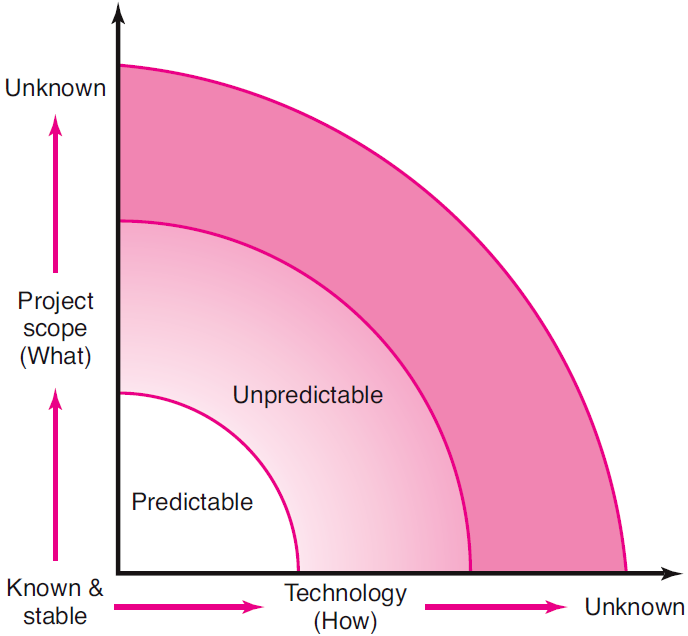 Unknown
Project
scope
(What)
Unpredictable
Predictable
Known &
stable
Technology
(How)
Unknown